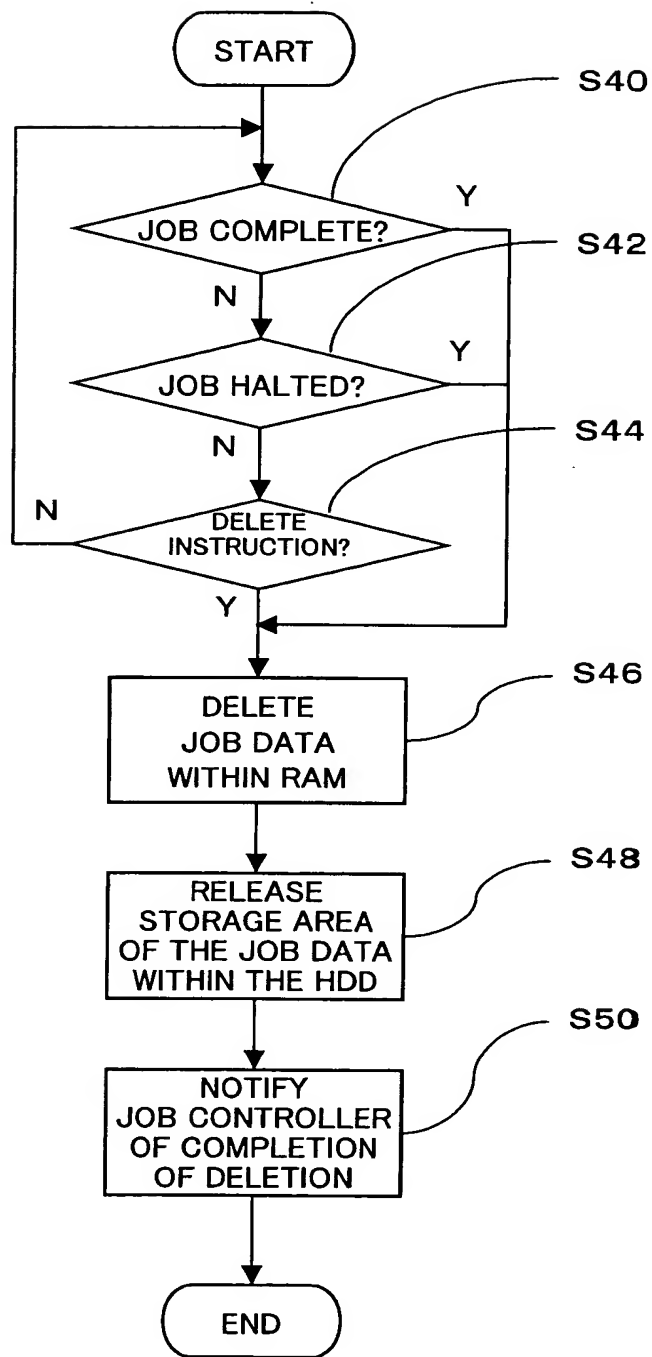 START
S40
Y
JOB COMPLETE?
S42
N
Y
JOB HALTED?
S44
N
N
DELETE
INSTRUCTION?
Y
S46
DELETE
JOB DATA
WITHIN RAM
S48
RELEASE
STORAGE AREA
OF THE JOB DATA
WITHIN THE HDD
S50
NOTIFY
JOB CONTROLLER
OF COMPLETION
OF DELETION
END